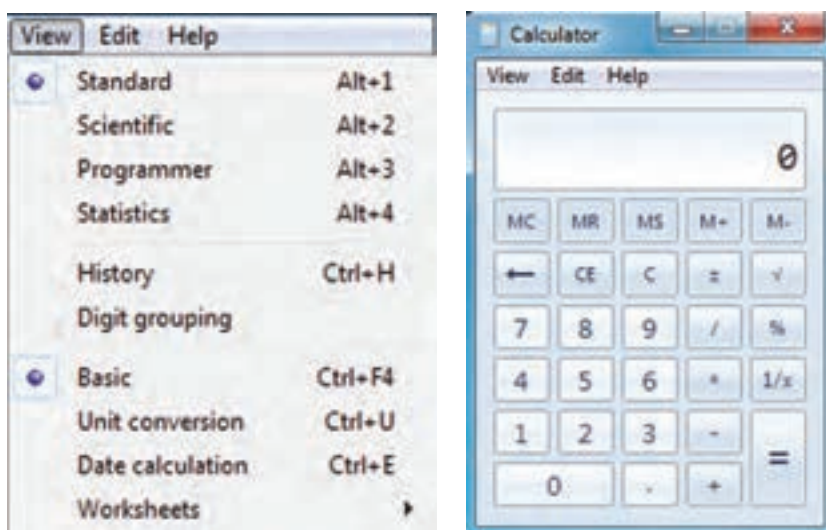 View Edit Help
Standard Alt+1
Scientific Alt+2
Programmer Alt+3
Statistics Alt+4
History Ctrl+H
Digit grouping
Basic Ctrl+F4
Unit conversion Ctrl+U
Date calculation Ctrl+E
Worksheets
Calculator
View Edit Help
0
MC MR MS M+ M-
← CE C ± √
7 8 9 / %
4 5 6 * 1/x
1 2 3 - =
0 . +